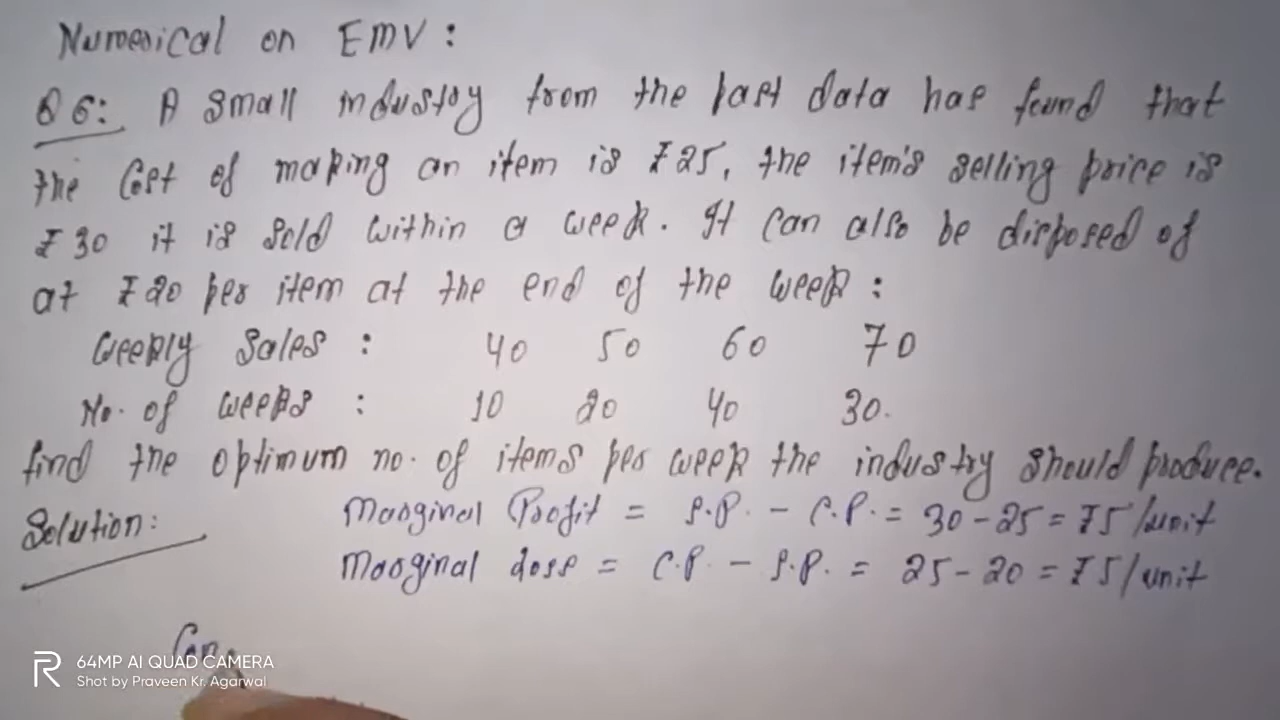 Numerical on EMV :
Q 6: A small industry from the past data has found that
the Cost of making an item is ₹25, the item's selling price is
₹30 it is sold within a week. It can also be disposed of
at ₹20 per item at the end of the week :
Weekly Sales : 40 50 60 70
No. of weeks : 10 20 40 30.
find the optimum no. of items per week the industry should produce.
Solution: Marginal Profit = S.P. - C.P. = 30 - 25 = ₹5/unit
Marginal loss = C.P. - S.P. = 25 - 20 = ₹5/unit
Con
64MP AI QUAD CAMERA
Shot by Praveen Kr. Agarwal